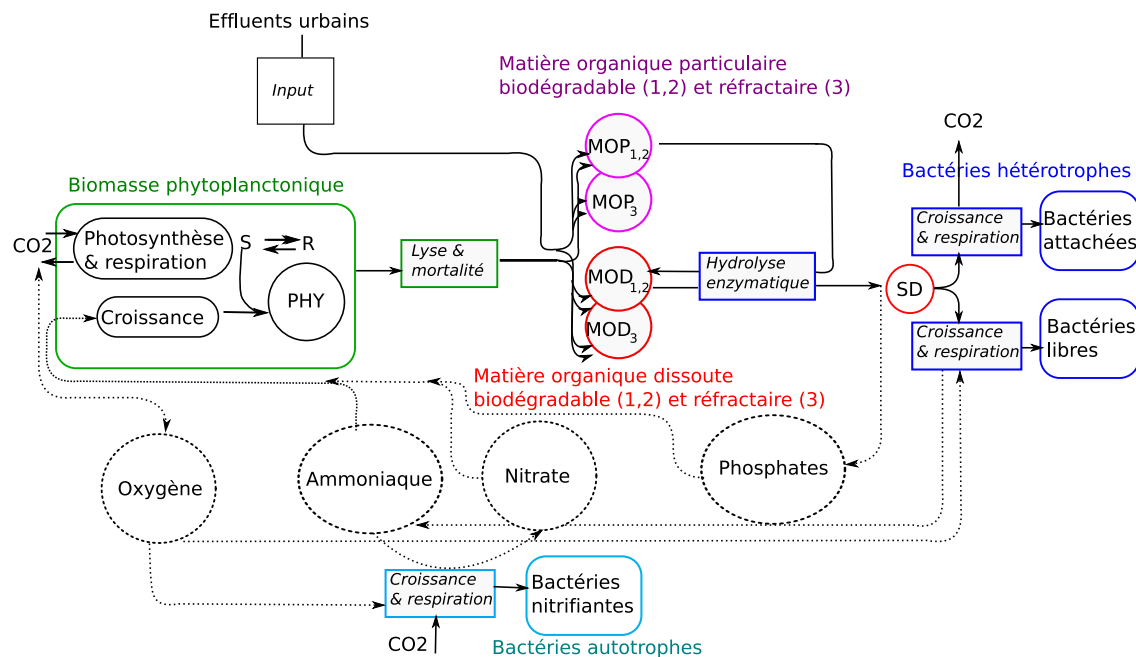 Effluents urbains
Input
Matière organique particulaire
biodégradable (1,2) et réfractaire (3)
MOP1,2
MOP3
CO2
Bactéries hétérotrophes
Biomasse phytoplanctonique
CO2
Photosynthèse
& respiration
S
R
PHY
Croissance
Lyse &
mortalité
MOD1,2
MOD3
Hydrolyse
enzymatique
SD
Croissance
& respiration
Bactéries
attachées
Croissance
& respiration
Bactéries
libres
Matière organique dissoute
biodégradable (1,2) et réfractaire (3)
Oxygène
Ammoniaque
Nitrate
Phosphates
Croissance
& respiration
Bactéries
nitrifiantes
CO2
Bactéries autotrophes